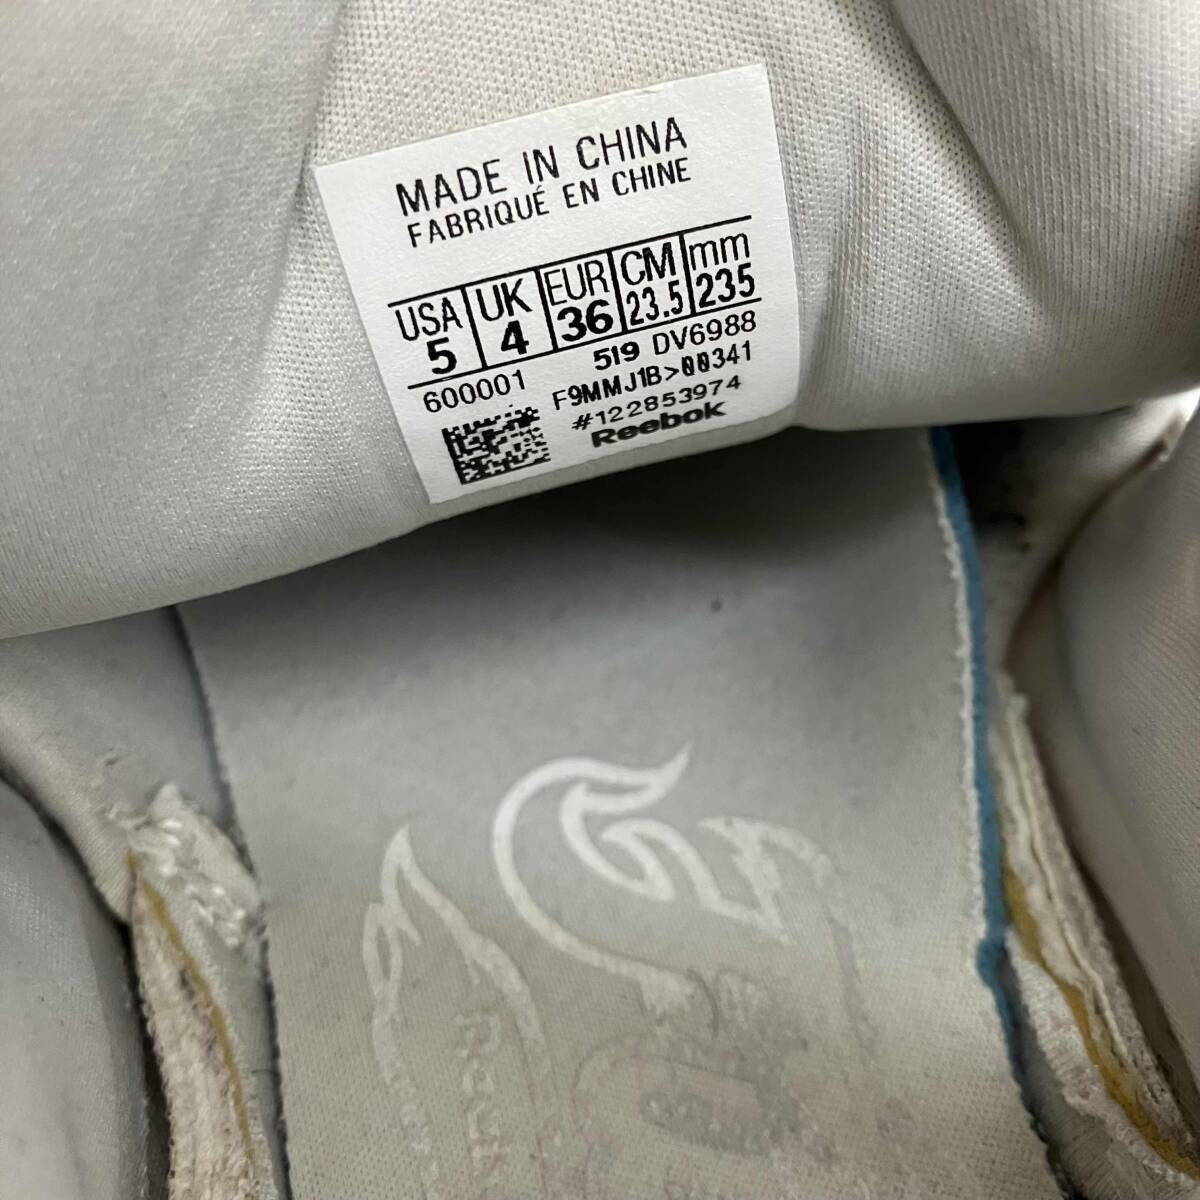 MADE IN CHINA
FABRIQUÉ EN CHINE
USA UK EUR CM mm
5 4 36 23.5 235
519 DV6988
600001 F9MMJ1B>00341
#122853974
Reebok